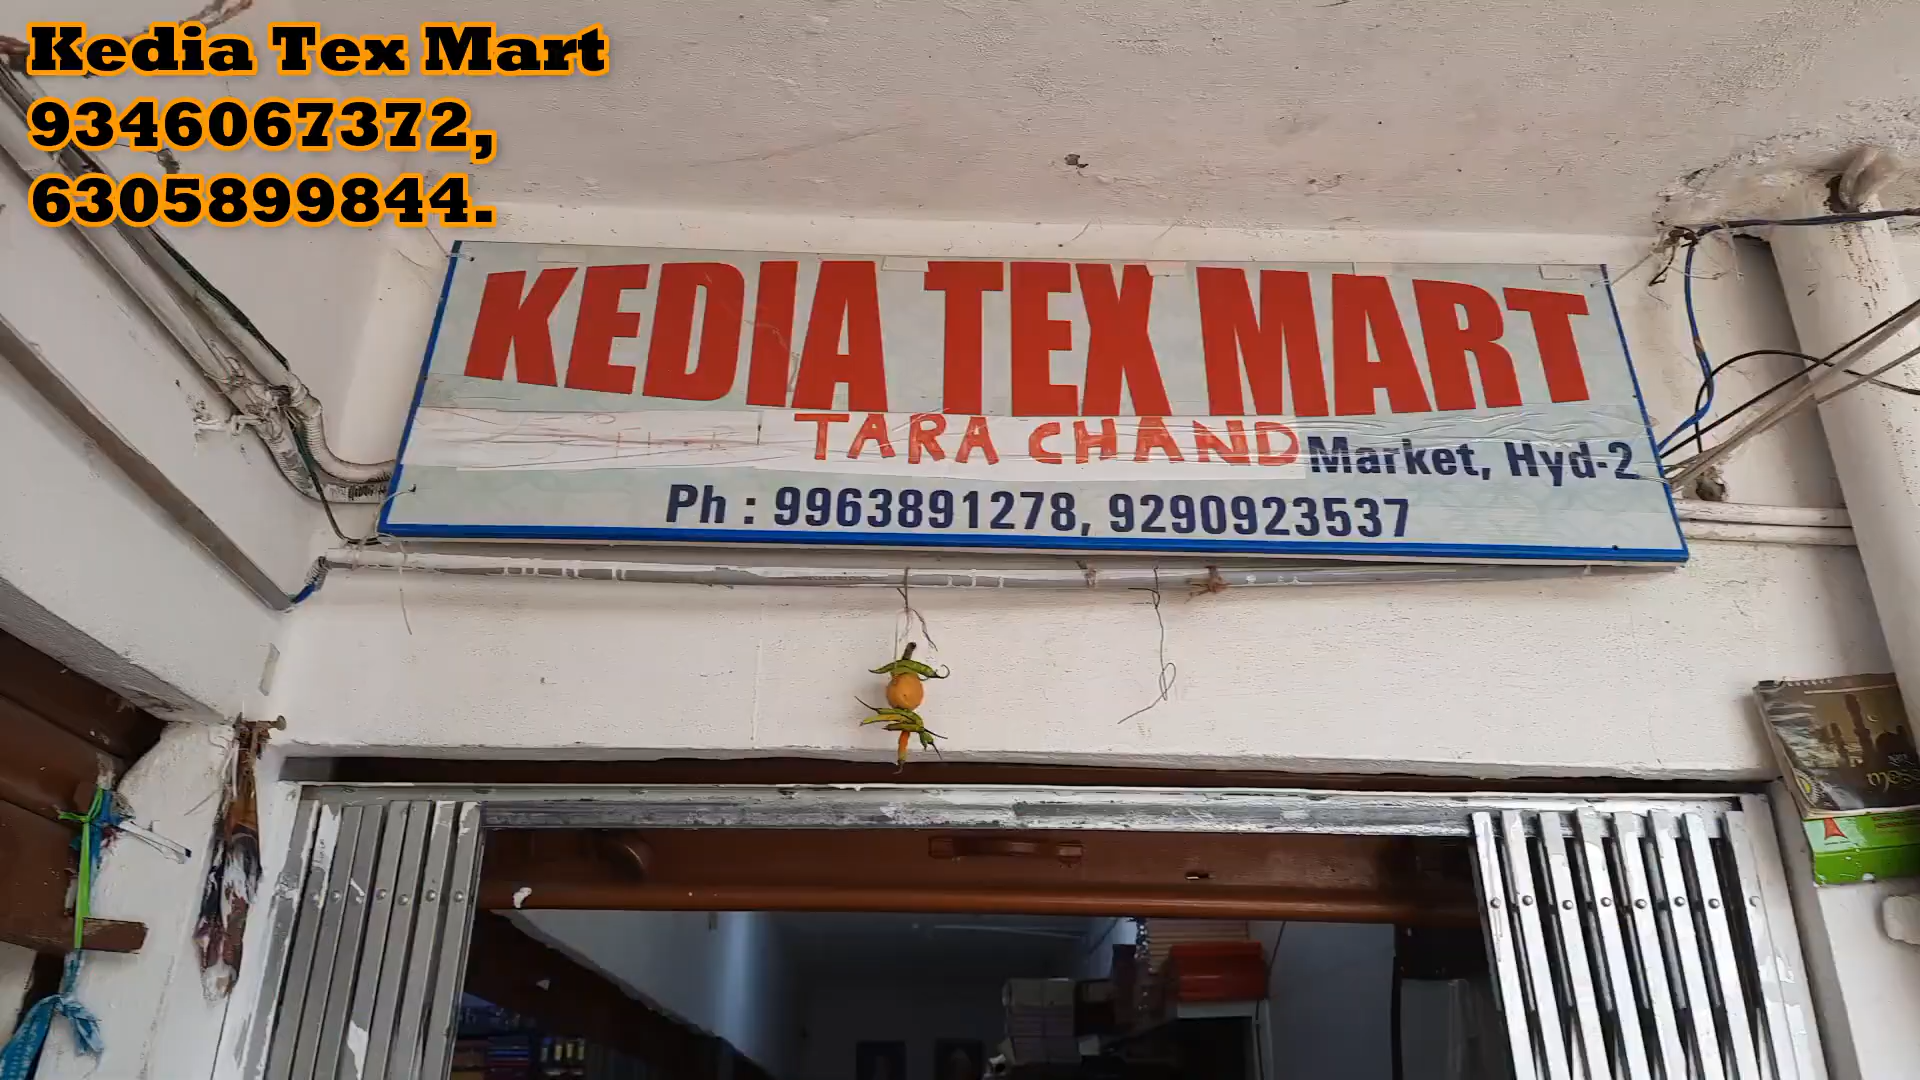 Kedia Tex Mart
9346067372,
6305899844.
KEDIA TEX MART
TARA CHAND Market, Hyd-2
Ph : 9963891278, 9290923537